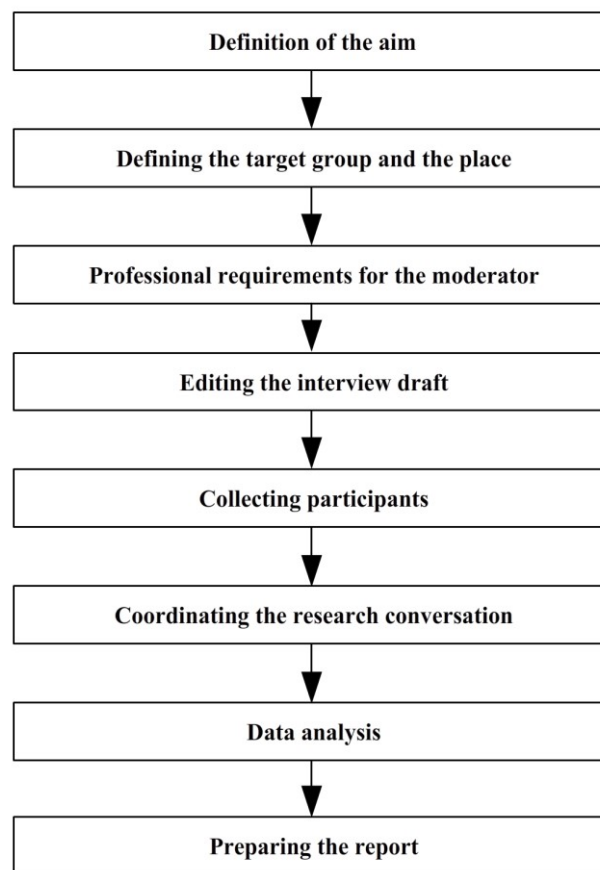 Definition of the aim
Defining the target group and the place
Professional requirements for the moderator
Editing the interview draft
Collecting participants
Coordinating the research conversation
Data analysis
Preparing the report